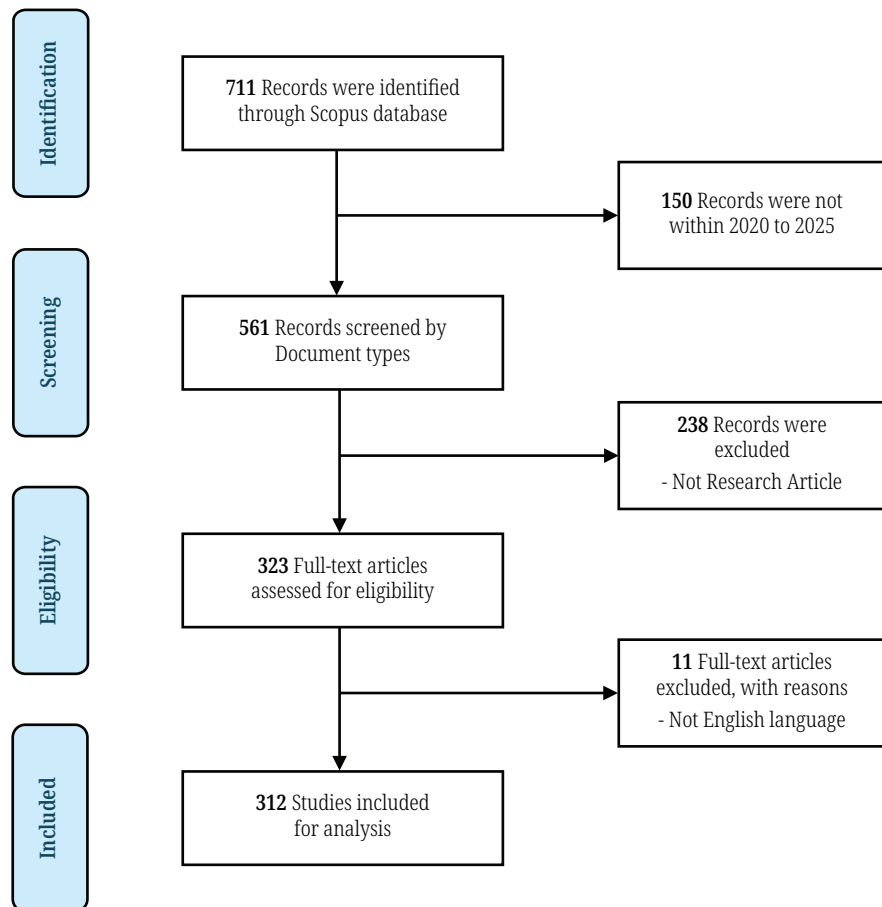 Identification
711 Records were identified
through Scopus database
150 Records were not
within 2020 to 2025
Screening
561 Records screened by
Document types
238 Records were
excluded
- Not Research Article
Eligibility
323 Full-text articles
assessed for eligibility
11 Full-text articles
excluded, with reasons
- Not English language
Included
312 Studies included
for analysis